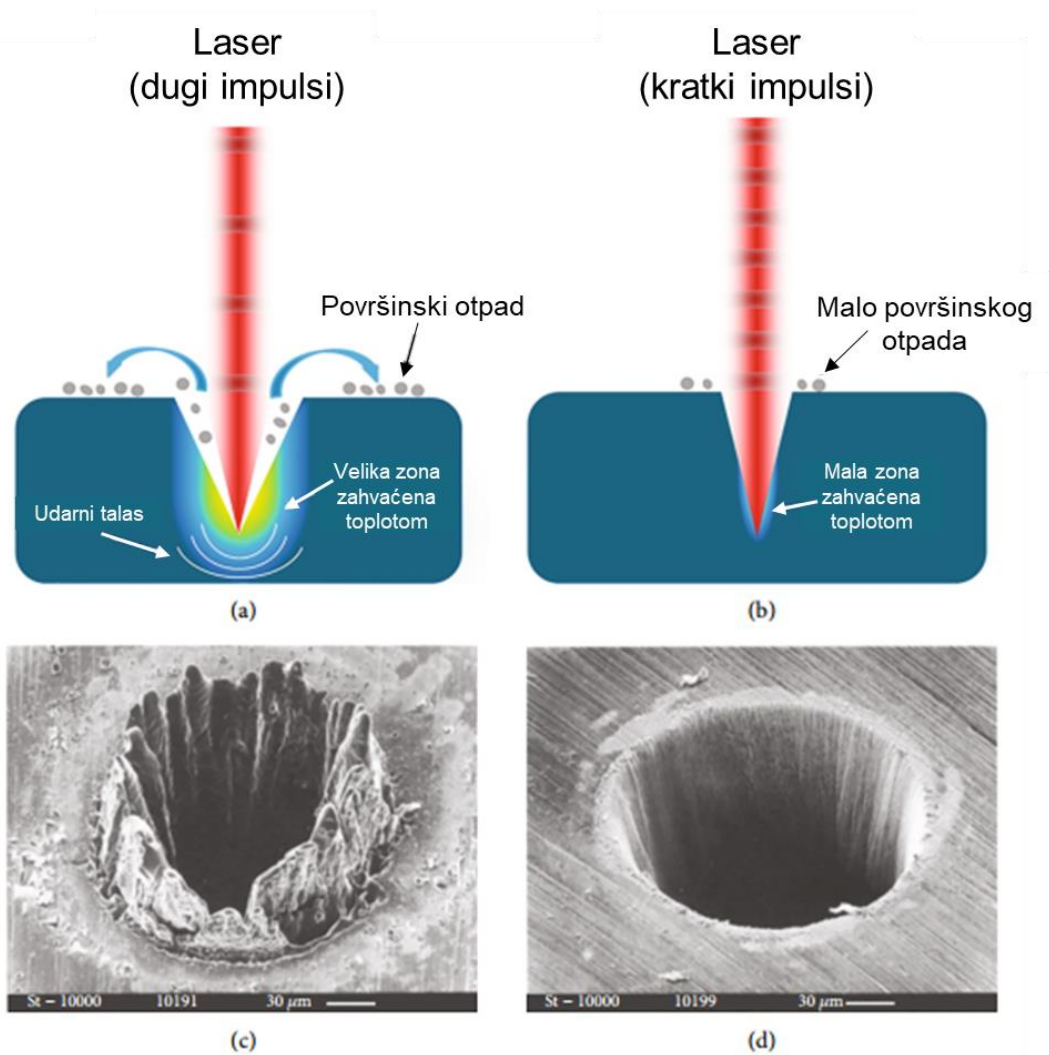 Laser
(dugi impulsi)
Laser
(kratki impulsi)
Površinski otpad
Malo površinskog
otpada
Velika zona
zahvaćena
toplotom
Udarni talas
Mala zona
zahvaćena
toplotom
(a)
(b)
St – 10000 10191 30 μm
St – 10000 10199 30 μm
(c)
(d)